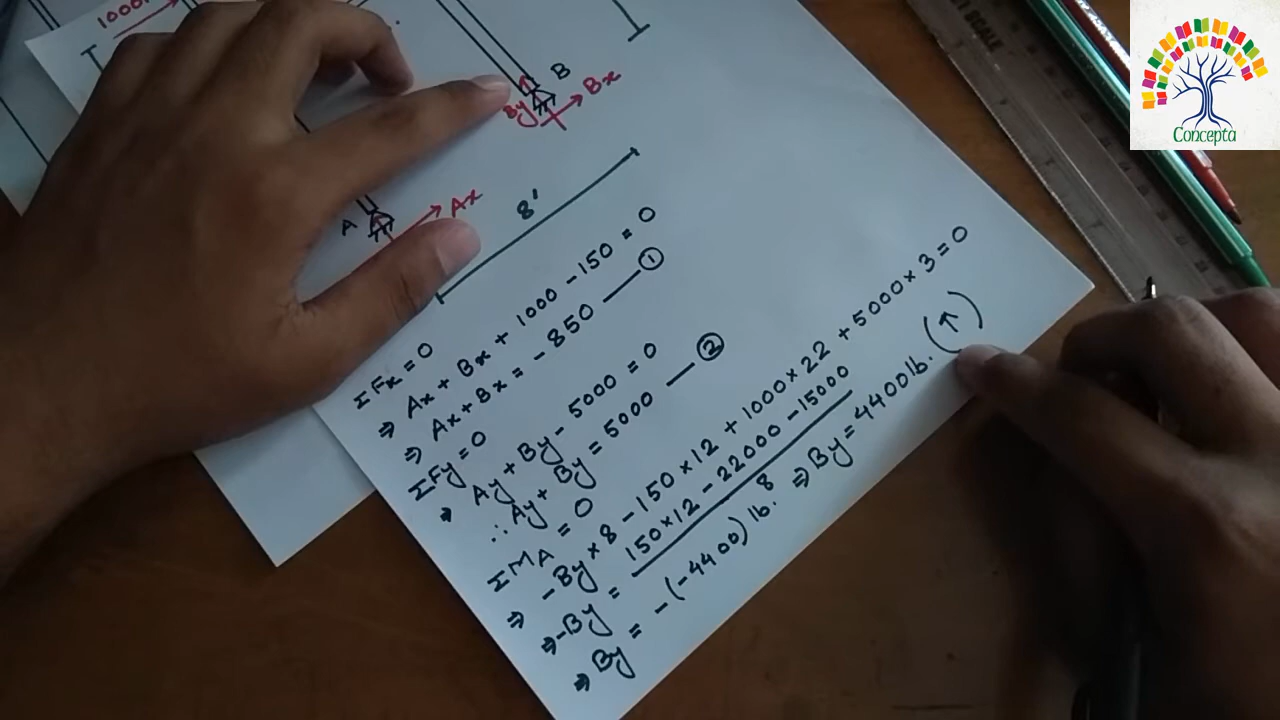 1000
Concepta
SCALE
B
Bx
By
A
Ax
8'
ΣFx = 0
⇒ Ax + Bx + 1000 - 150 = 0
⇒ Ax + Bx = - 850 — ①
ΣFy = 0
⇒ Ay + By - 5000 = 0
∴ Ay + By = 5000 — ②
ΣMA = 0
⇒ - By × 8 - 150 × 12 + 1000 × 22 + 5000 × 3 = 0
⇒ -By = 150 × 12 - 22000 - 15000
8
⇒ By = - (-4400) lb. ⇒ By = 4400 lb. (↑)